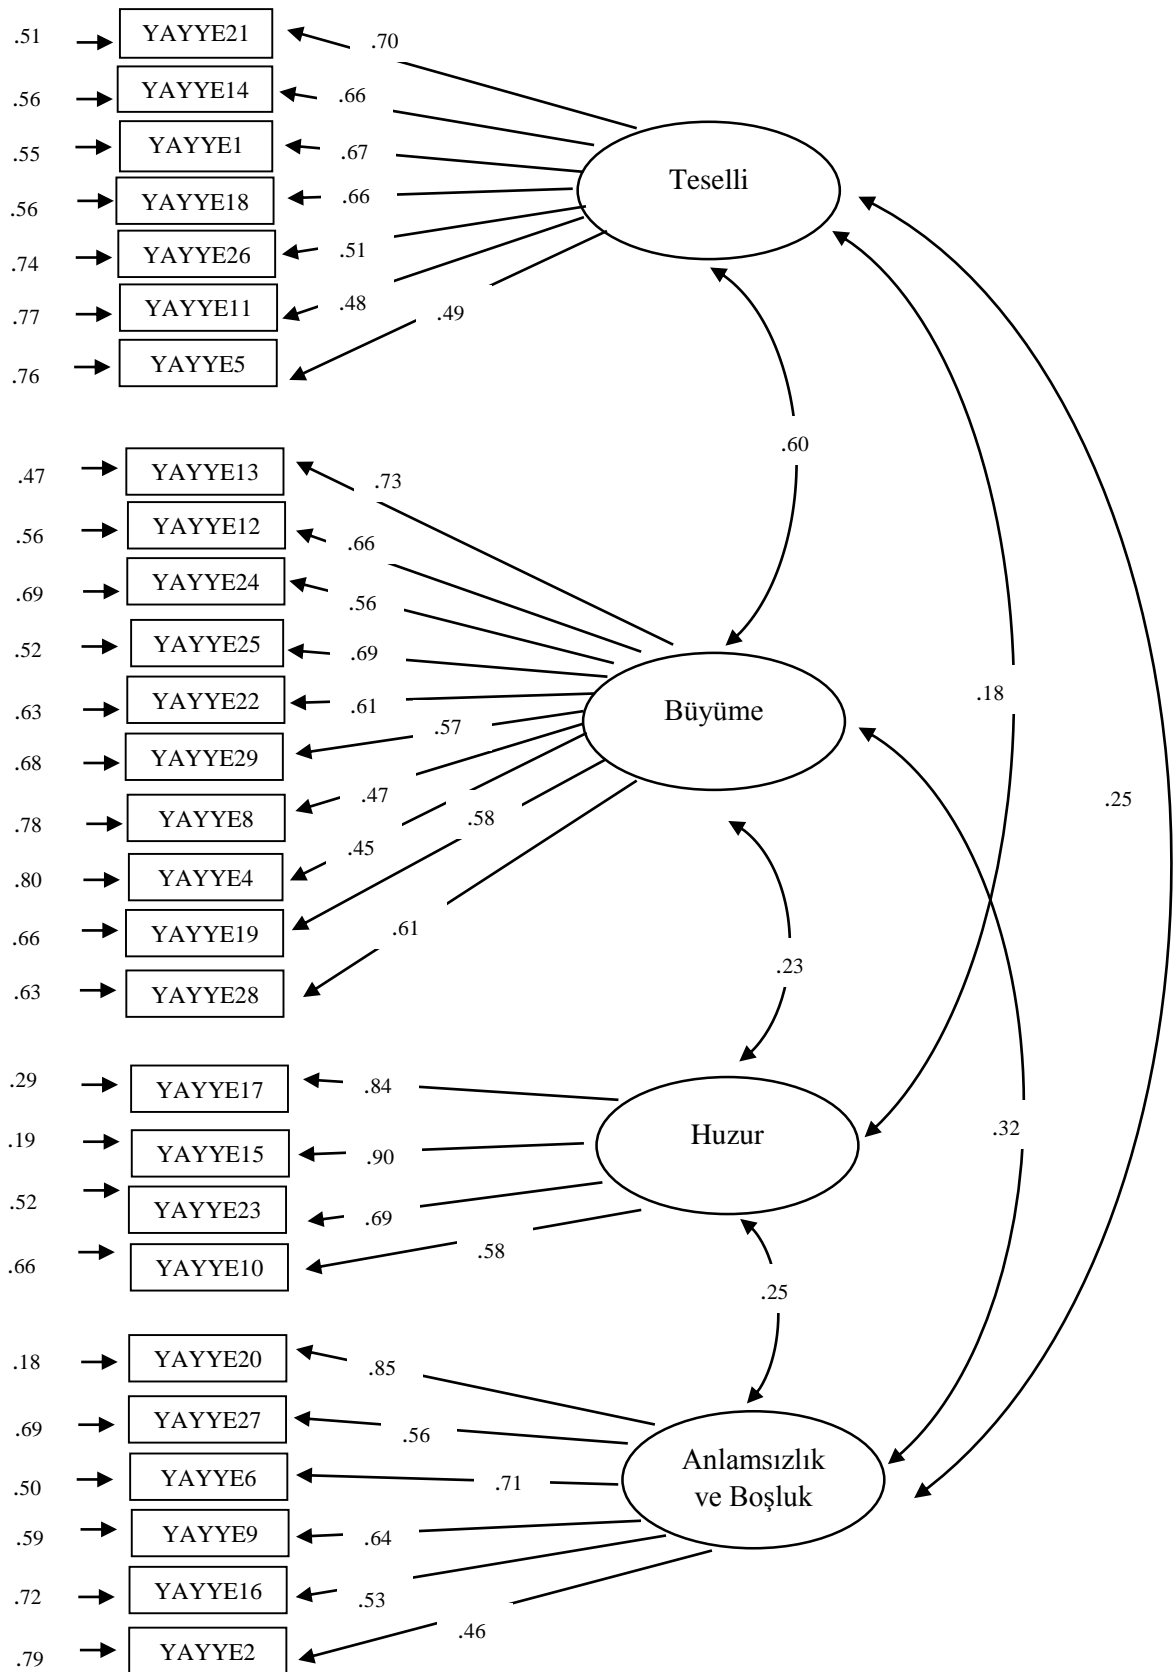 .51 YAYYE21 .70
.56 YAYYE14 .66
.55 YAYYE1 .67
.56 YAYYE18 .66
.74 YAYYE26 .51
.77 YAYYE11 .48
.76 YAYYE5 .49
Teselli
.60
.47 YAYYE13 .73
.56 YAYYE12 .66
.69 YAYYE24 .56
.52 YAYYE25 .69
.63 YAYYE22 .61
.68 YAYYE29 .57
.78 YAYYE8 .47
.80 YAYYE4 .45
.66 YAYYE19 .58
.63 YAYYE28 .61
Büyüme
.18
.25
.23
.29 YAYYE17 .84
.19 YAYYE15 .90
.52 YAYYE23 .69
.66 YAYYE10 .58
Huzur
.32
.25
.18 YAYYE20 .85
.69 YAYYE27 .56
.50 YAYYE6 .71
.59 YAYYE9 .64
.72 YAYYE16 .53
.79 YAYYE2 .46
Anlamsızlık
ve Boşluk